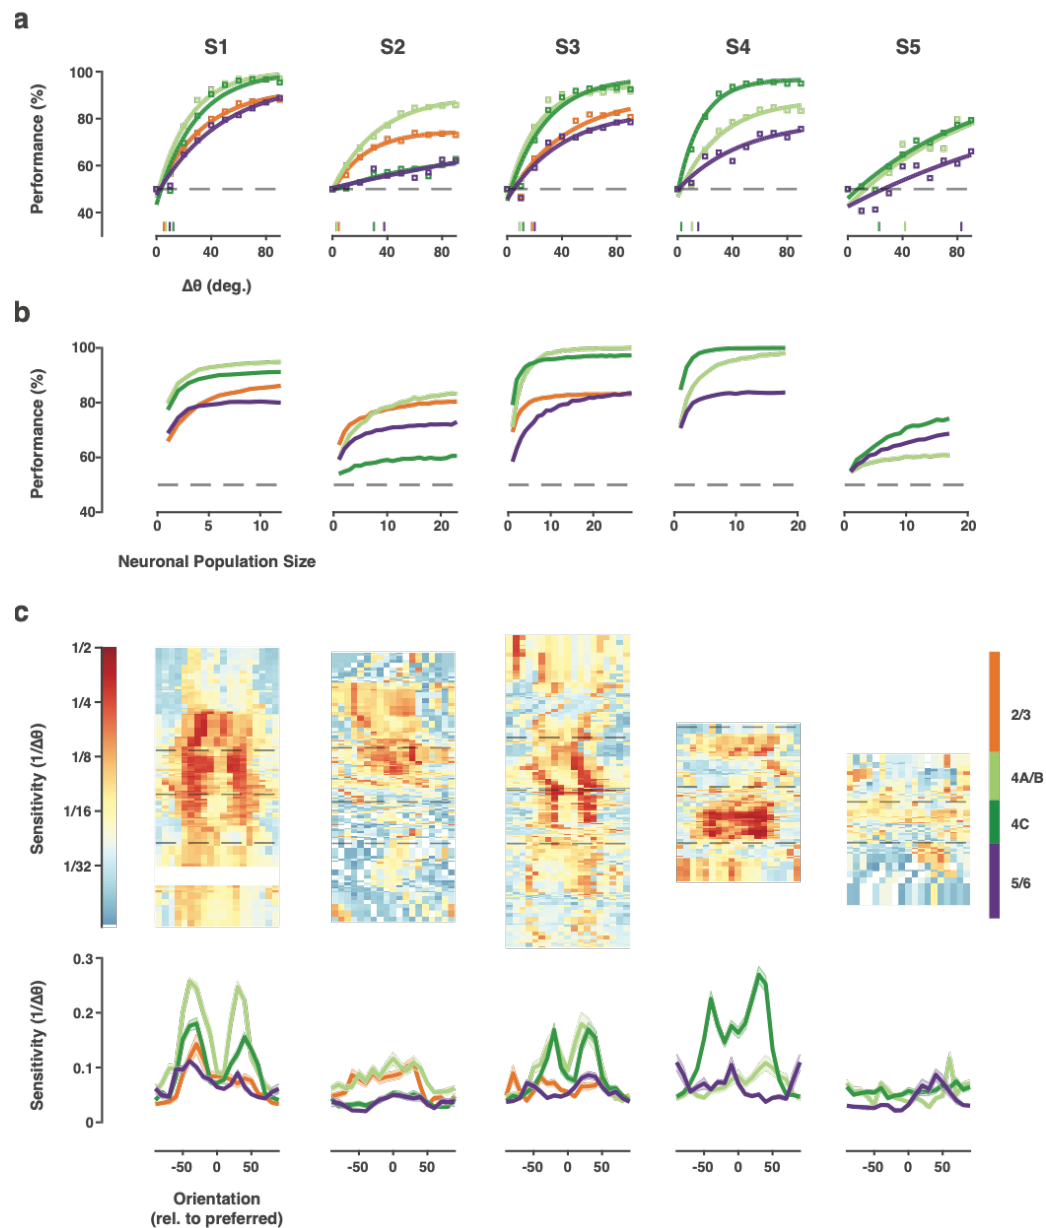 a
S1 S2 S3 S4 S5
Performance (%)
100
80
60
40
0 40 80 0 40 80 0 40 80 0 40 80 0 40 80
Δθ (deg.)
b
Performance (%)
100
80
60
40
0 5 10 0 10 20 0 10 20 0 10 20 0 10 20
Neuronal Population Size
c
Sensitivity (1/Δθ)
1/2
1/4
1/8
1/16
1/32
2/3
4A/B
4C
5/6
Sensitivity (1/Δθ)
0.3
0.2
0.1
0
-50 0 50 -50 0 50 -50 0 50 -50 0 50 -50 0 50
Orientation
(rel. to preferred)